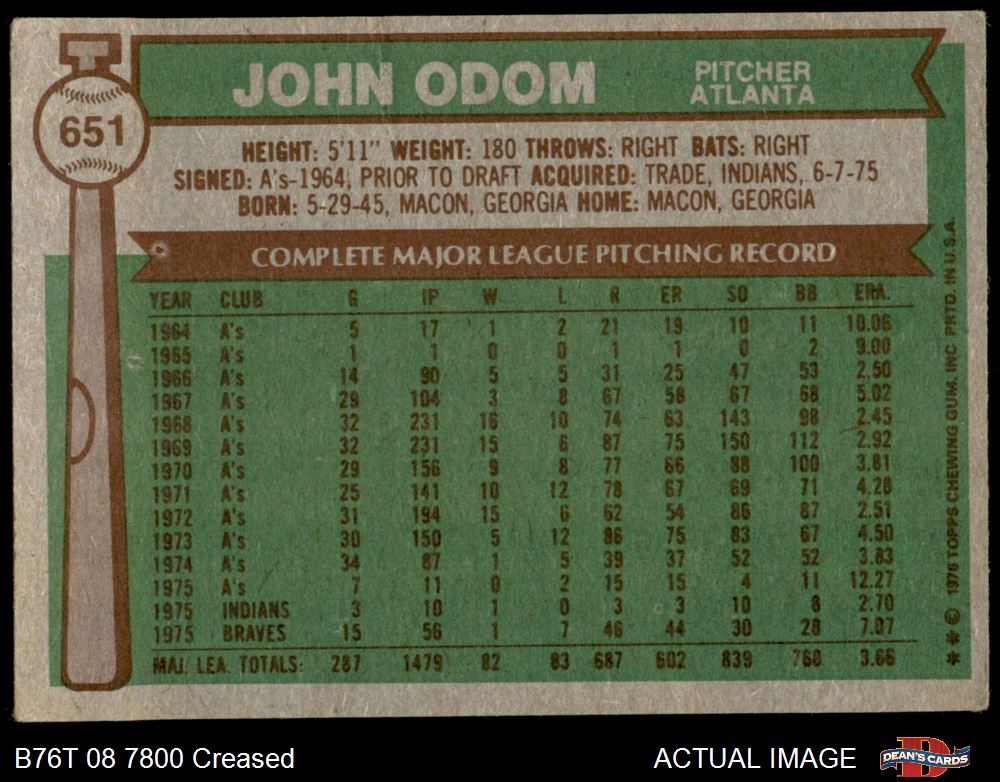 JOHN ODOM
PITCHER
ATLANTA
651
HEIGHT: 5'11" WEIGHT: 180 THROWS: RIGHT BATS: RIGHT
SIGNED: A's-1964, PRIOR TO DRAFT ACQUIRED: TRADE, INDIANS, 6-7-75
BORN: 5-29-45, MACON, GEORGIA HOME: MACON, GEORGIA
COMPLETE MAJOR LEAGUE PITCHING RECORD
YEAR CLUB G IP W L R ER SO BB ERA.
1964 A's 5 17 1 2 21 19 10 11 10.06
1965 A's 1 1 0 0 1 1 0 2 9.00
1966 A's 14 90 5 5 31 25 47 53 2.50
1967 A's 29 104 3 8 67 58 67 68 5.02
1968 A's 32 231 16 10 74 63 143 98 2.45
1969 A's 32 231 15 6 87 75 150 112 2.92
1970 A's 29 156 9 8 77 66 88 100 3.81
1971 A's 25 141 10 12 78 67 69 71 4.28
1972 A's 31 194 15 6 62 54 86 87 2.51
1973 A's 30 150 5 12 86 75 83 67 4.50
1974 A's 34 87 1 5 39 37 52 52 3.83
1975 A's 7 11 0 2 15 15 4 11 12.27
1975 INDIANS 3 10 1 0 3 3 10 8 2.70
1975 BRAVES 15 56 1 7 46 44 30 28 7.07
MAJ. LEA. TOTALS: 287 1479 82 83 687 602 839 768 3.66
** © 1976 TOPPS CHEWING GUM, INC PRTD. IN U.S.A.
B76T 08 7800 Creased
ACTUAL IMAGE
DEAN'S CARDS